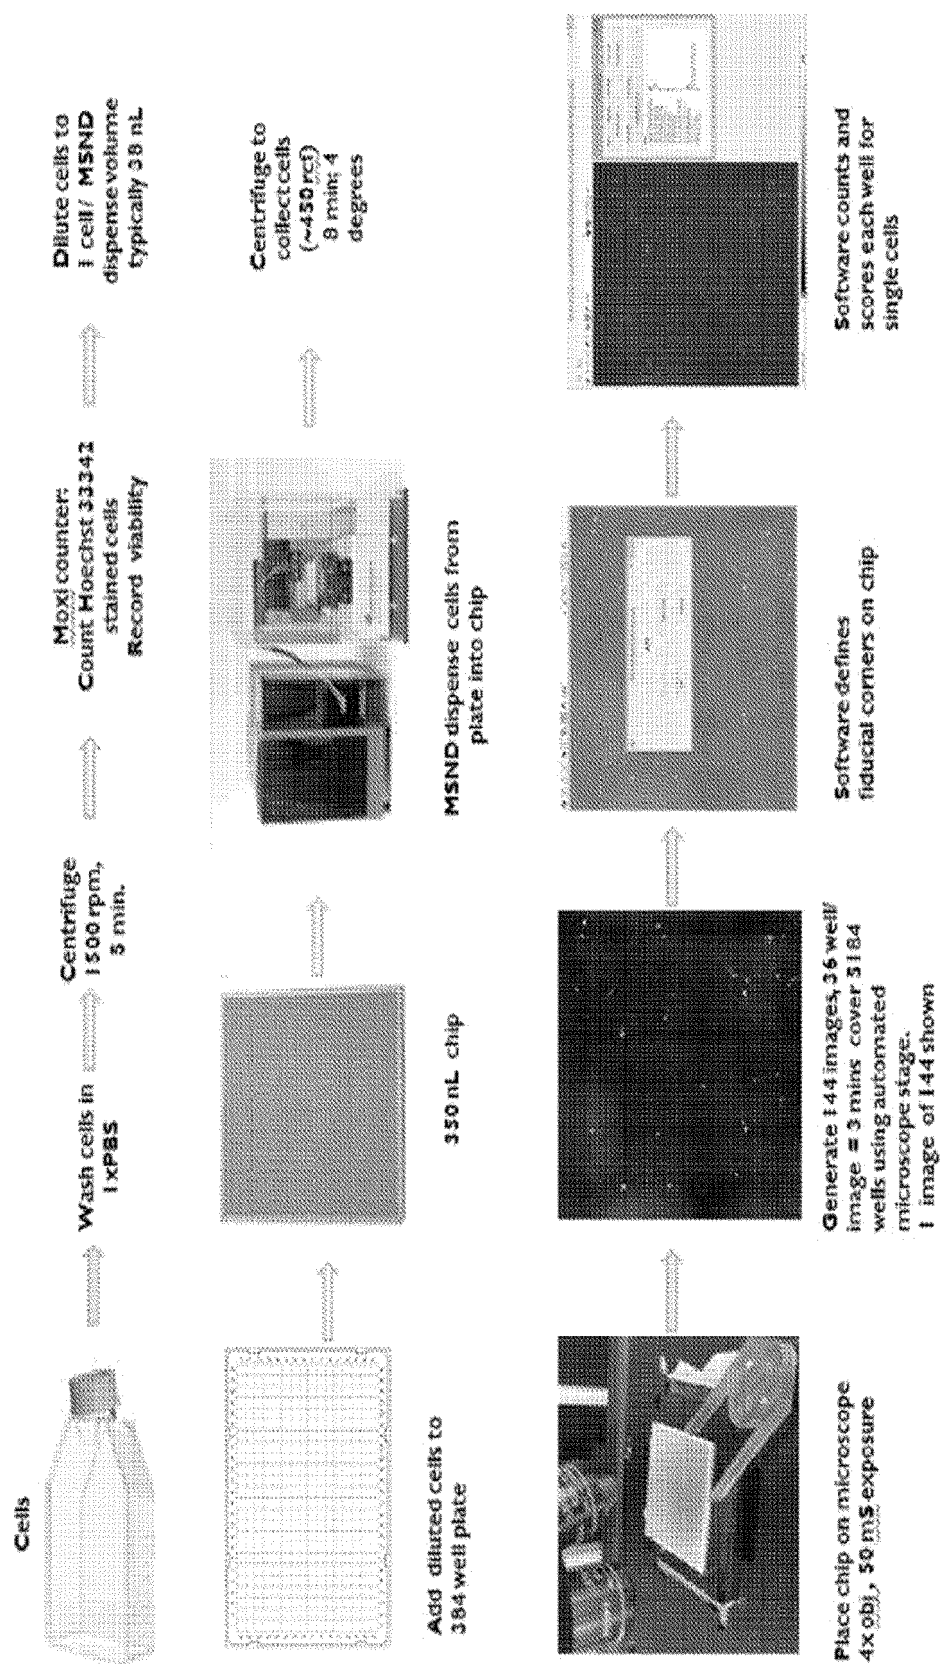 Cells
Wash cells in
1xPBS
Centrifuge
1500 rpm,
5 min.
Moxi counter:
Count Hoechst 33342
stained cells
Record viability
Dilute cells to
1 cell / MSND
dispense volume
typically 38 nL
Add diluted cells to
384 well plate
350 nL chip
MSND dispense cells from
plate into chip
Centrifuge to
collect cells
(~450 rcf)
8 min; 4
degrees
Place chip on microscope
4x obj, 50 mS exposure
Generate 144 images, 36 well/
image = 3 mins cover 5184
wells using automated
microscope stage.
1 image of 144 shown
Software defines
fiducial corners on chip
Software counts and
scores each well for
single cells